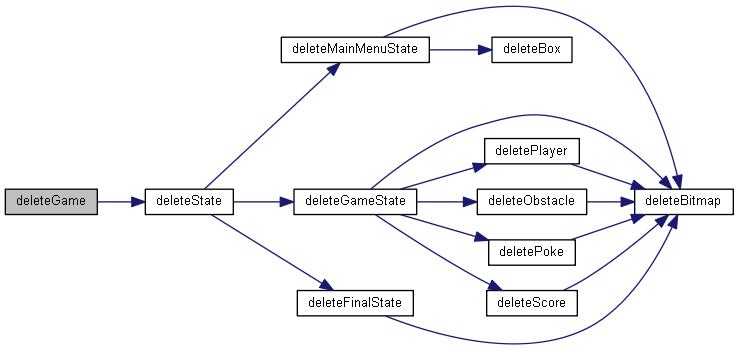 deleteMainMenuState
deleteBox
deletePlayer
deleteGame
deleteState
deleteGameState
deleteObstacle
deleteBitmap
deletePoke
deleteFinalState
deleteScore